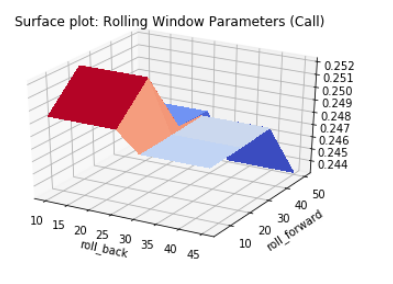 Surface plot: Rolling Window Parameters (Call)
0.252
0.251
0.250
0.249
0.248
0.247
0.246
0.245
0.244
10 15 20 25 30 35 40 45
roll_back
10 20 30 40 50
roll_forward